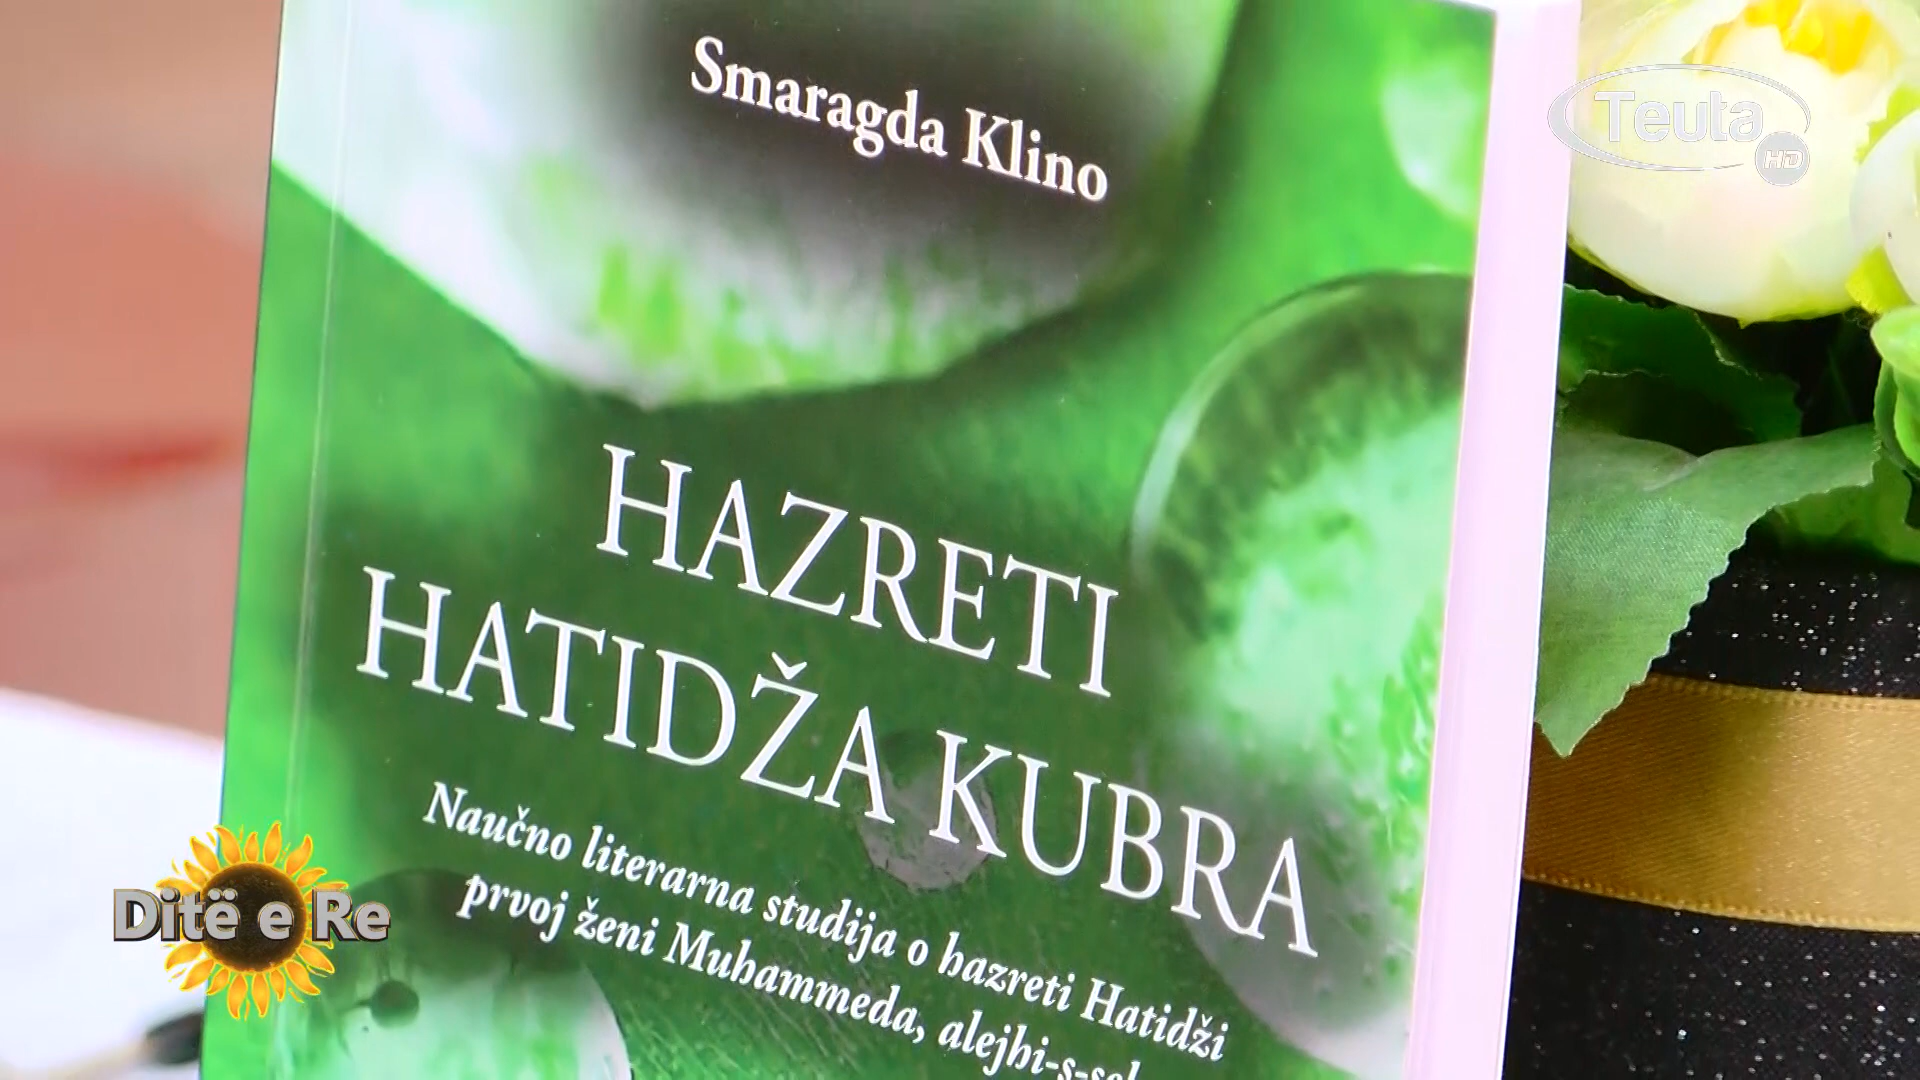 Smaragda Klino
Teuta
HD
HAZRETI
HATIDŽA KUBRA
Naučno literarna studija o hazreti Hatidži
prvoj ženi Muhammeda,
Ditë e Re